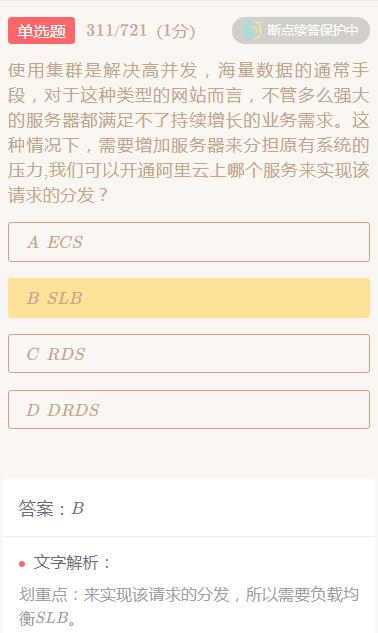 单选题 311/721 (1分) 断点续答保护中
使用集群是解决高并发，海量数据的通常手
段，对于这种类型的网站而言，不管多么强大
的服务器都满足不了持续增长的业务需求。这
种情况下，需要增加服务器来分担原有系统的
压力,我们可以开通阿里云上哪个服务来实现该
请求的分发？
A ECS
B SLB
C RDS
D DRDS
答案：B
文字解析：
划重点：来实现该请求的分发，所以需要负载均
衡SLB。